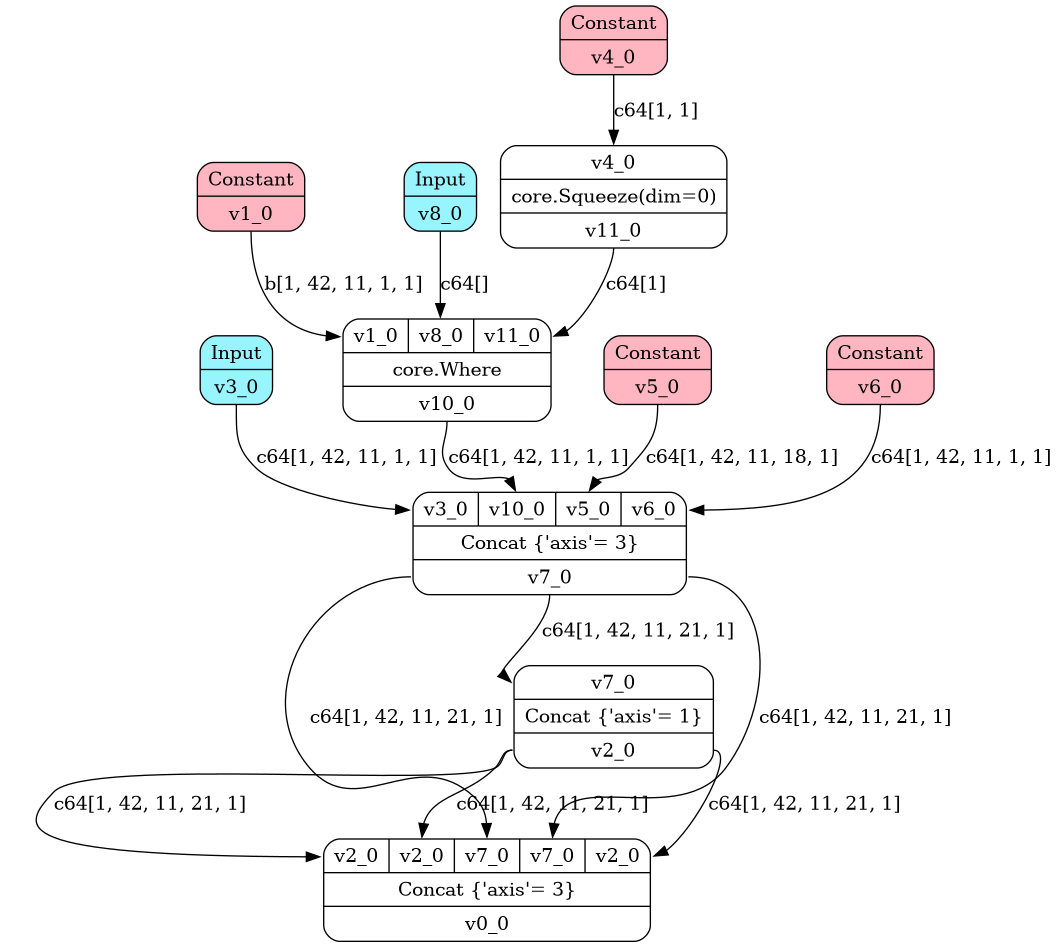 Constant
v4_0
c64[1, 1]
v4_0
core.Squeeze(dim=0)
v11_0
Constant
v1_0
Input
v8_0
b[1, 42, 11, 1, 1]
c64[]
c64[1]
v1_0 v8_0 v11_0
core.Where
v10_0
Input
v3_0
Constant
v5_0
Constant
v6_0
c64[1, 42, 11, 1, 1]
c64[1, 42, 11, 1, 1]
c64[1, 42, 11, 18, 1]
c64[1, 42, 11, 1, 1]
v3_0 v10_0 v5_0 v6_0
Concat {'axis'= 3}
v7_0
c64[1, 42, 11, 21, 1]
v7_0
Concat {'axis'= 1}
v2_0
c64[1, 42, 11, 21, 1]
c64[1, 42, 11, 21, 1]
c64[1, 42, 11, 21, 1]
c64[1, 42, 11, 21, 1]
c64[1, 42, 11, 21, 1]
v2_0 v2_0 v7_0 v7_0 v2_0
Concat {'axis'= 3}
v0_0